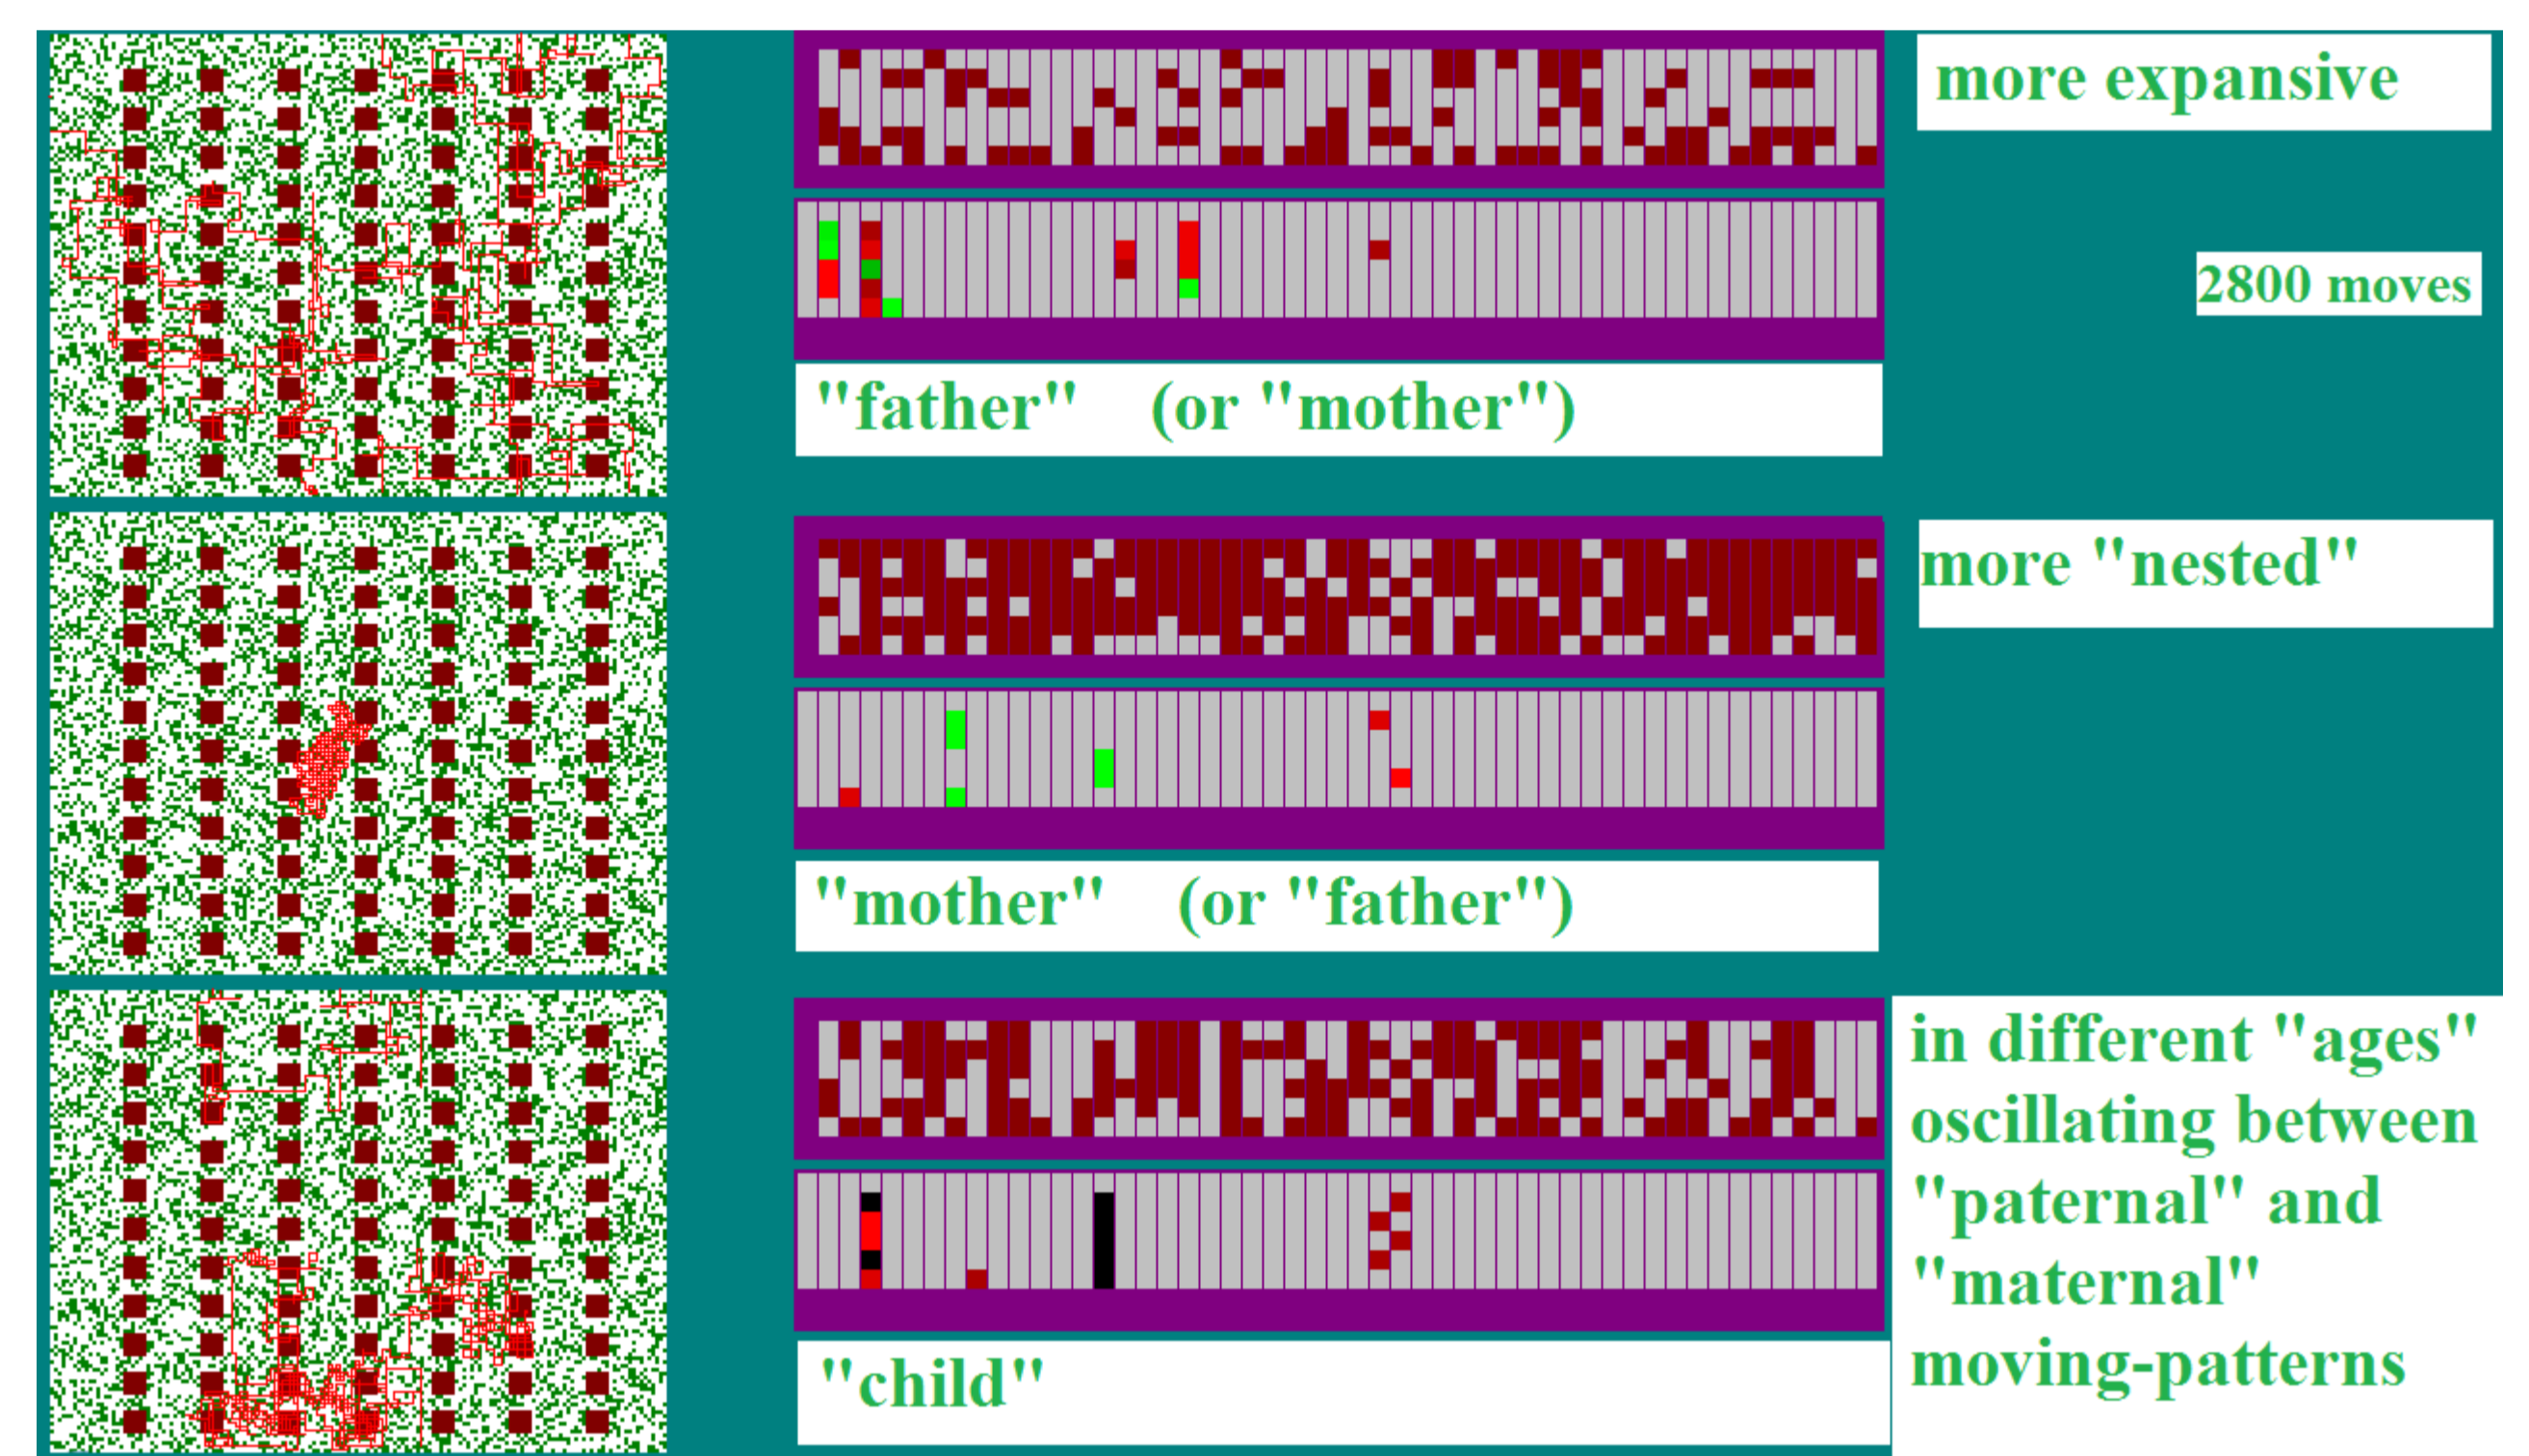 more expansive
2800 moves
"father" (or "mother")
more "nested"
"mother" (or "father")
in different "ages"
oscillating between
"paternal" and
"maternal"
moving-patterns
"child"